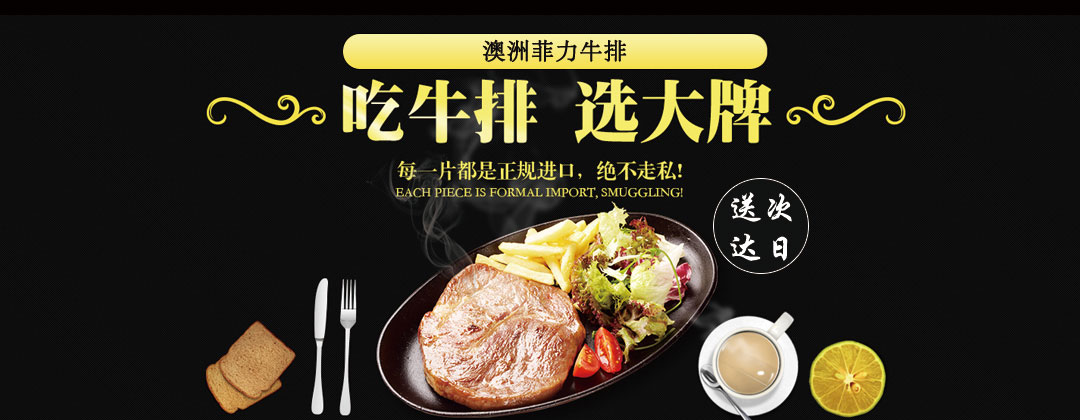 澳洲菲力牛排
吃牛排 选大牌
每一片都是正规进口，绝不走私！
EACH PIECE IS FORMAL IMPORT, SMUGGLING!
次日
送达